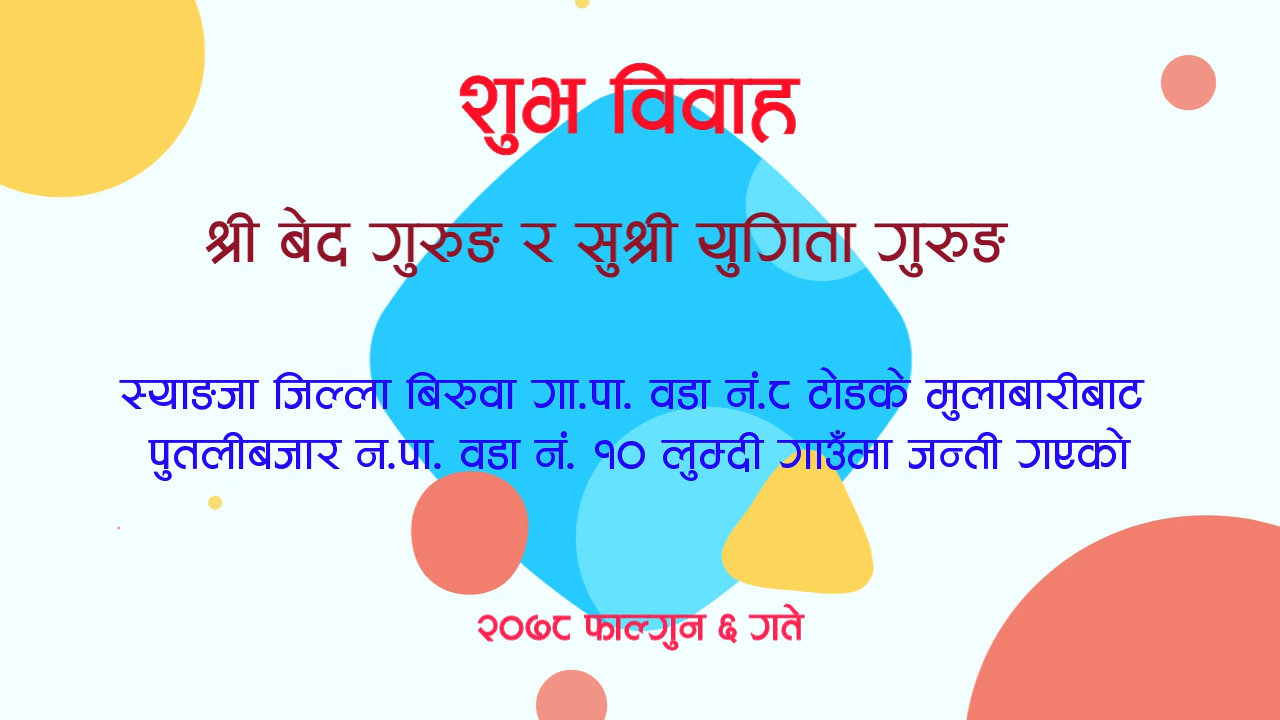 शुभ विवाह
श्री बेद गुरुङ र सुश्री युगिता गुरुङ
स्याङजा जिल्ला बिरुवा गा.पा. वडा नं.८ टोडके मुलाबारीबाट
पुतलीबजार न.पा. वडा नं. १० लुम्दी गाउँमा जन्ती गएको
२०७८ फाल्गुन ६ गते